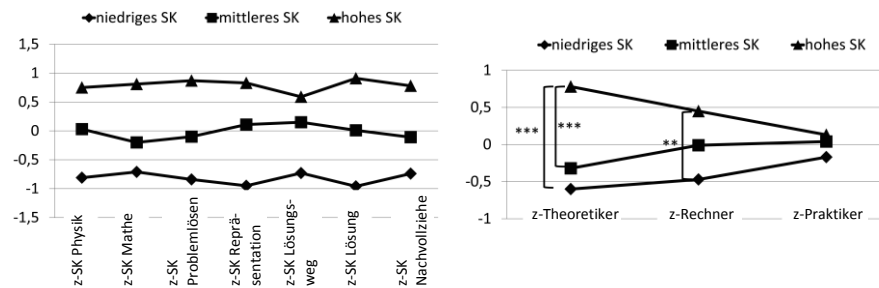 niedriges SK mittleres SK hohes SK
1,5
1
0,5
0
-0,5
-1
-1,5
z-SK Physik
z-SK Mathe
z-SK
Problemlösen
z-SK Reprä-
sentation
z-SK Lösungs-
weg
z-SK Lösung
z-SK
Nachvollziehe
niedriges SK mittleres SK hohes SK
1
0,5
0
-0,5
-1
***
***
**
z-Theoretiker z-Rechner z-Praktiker